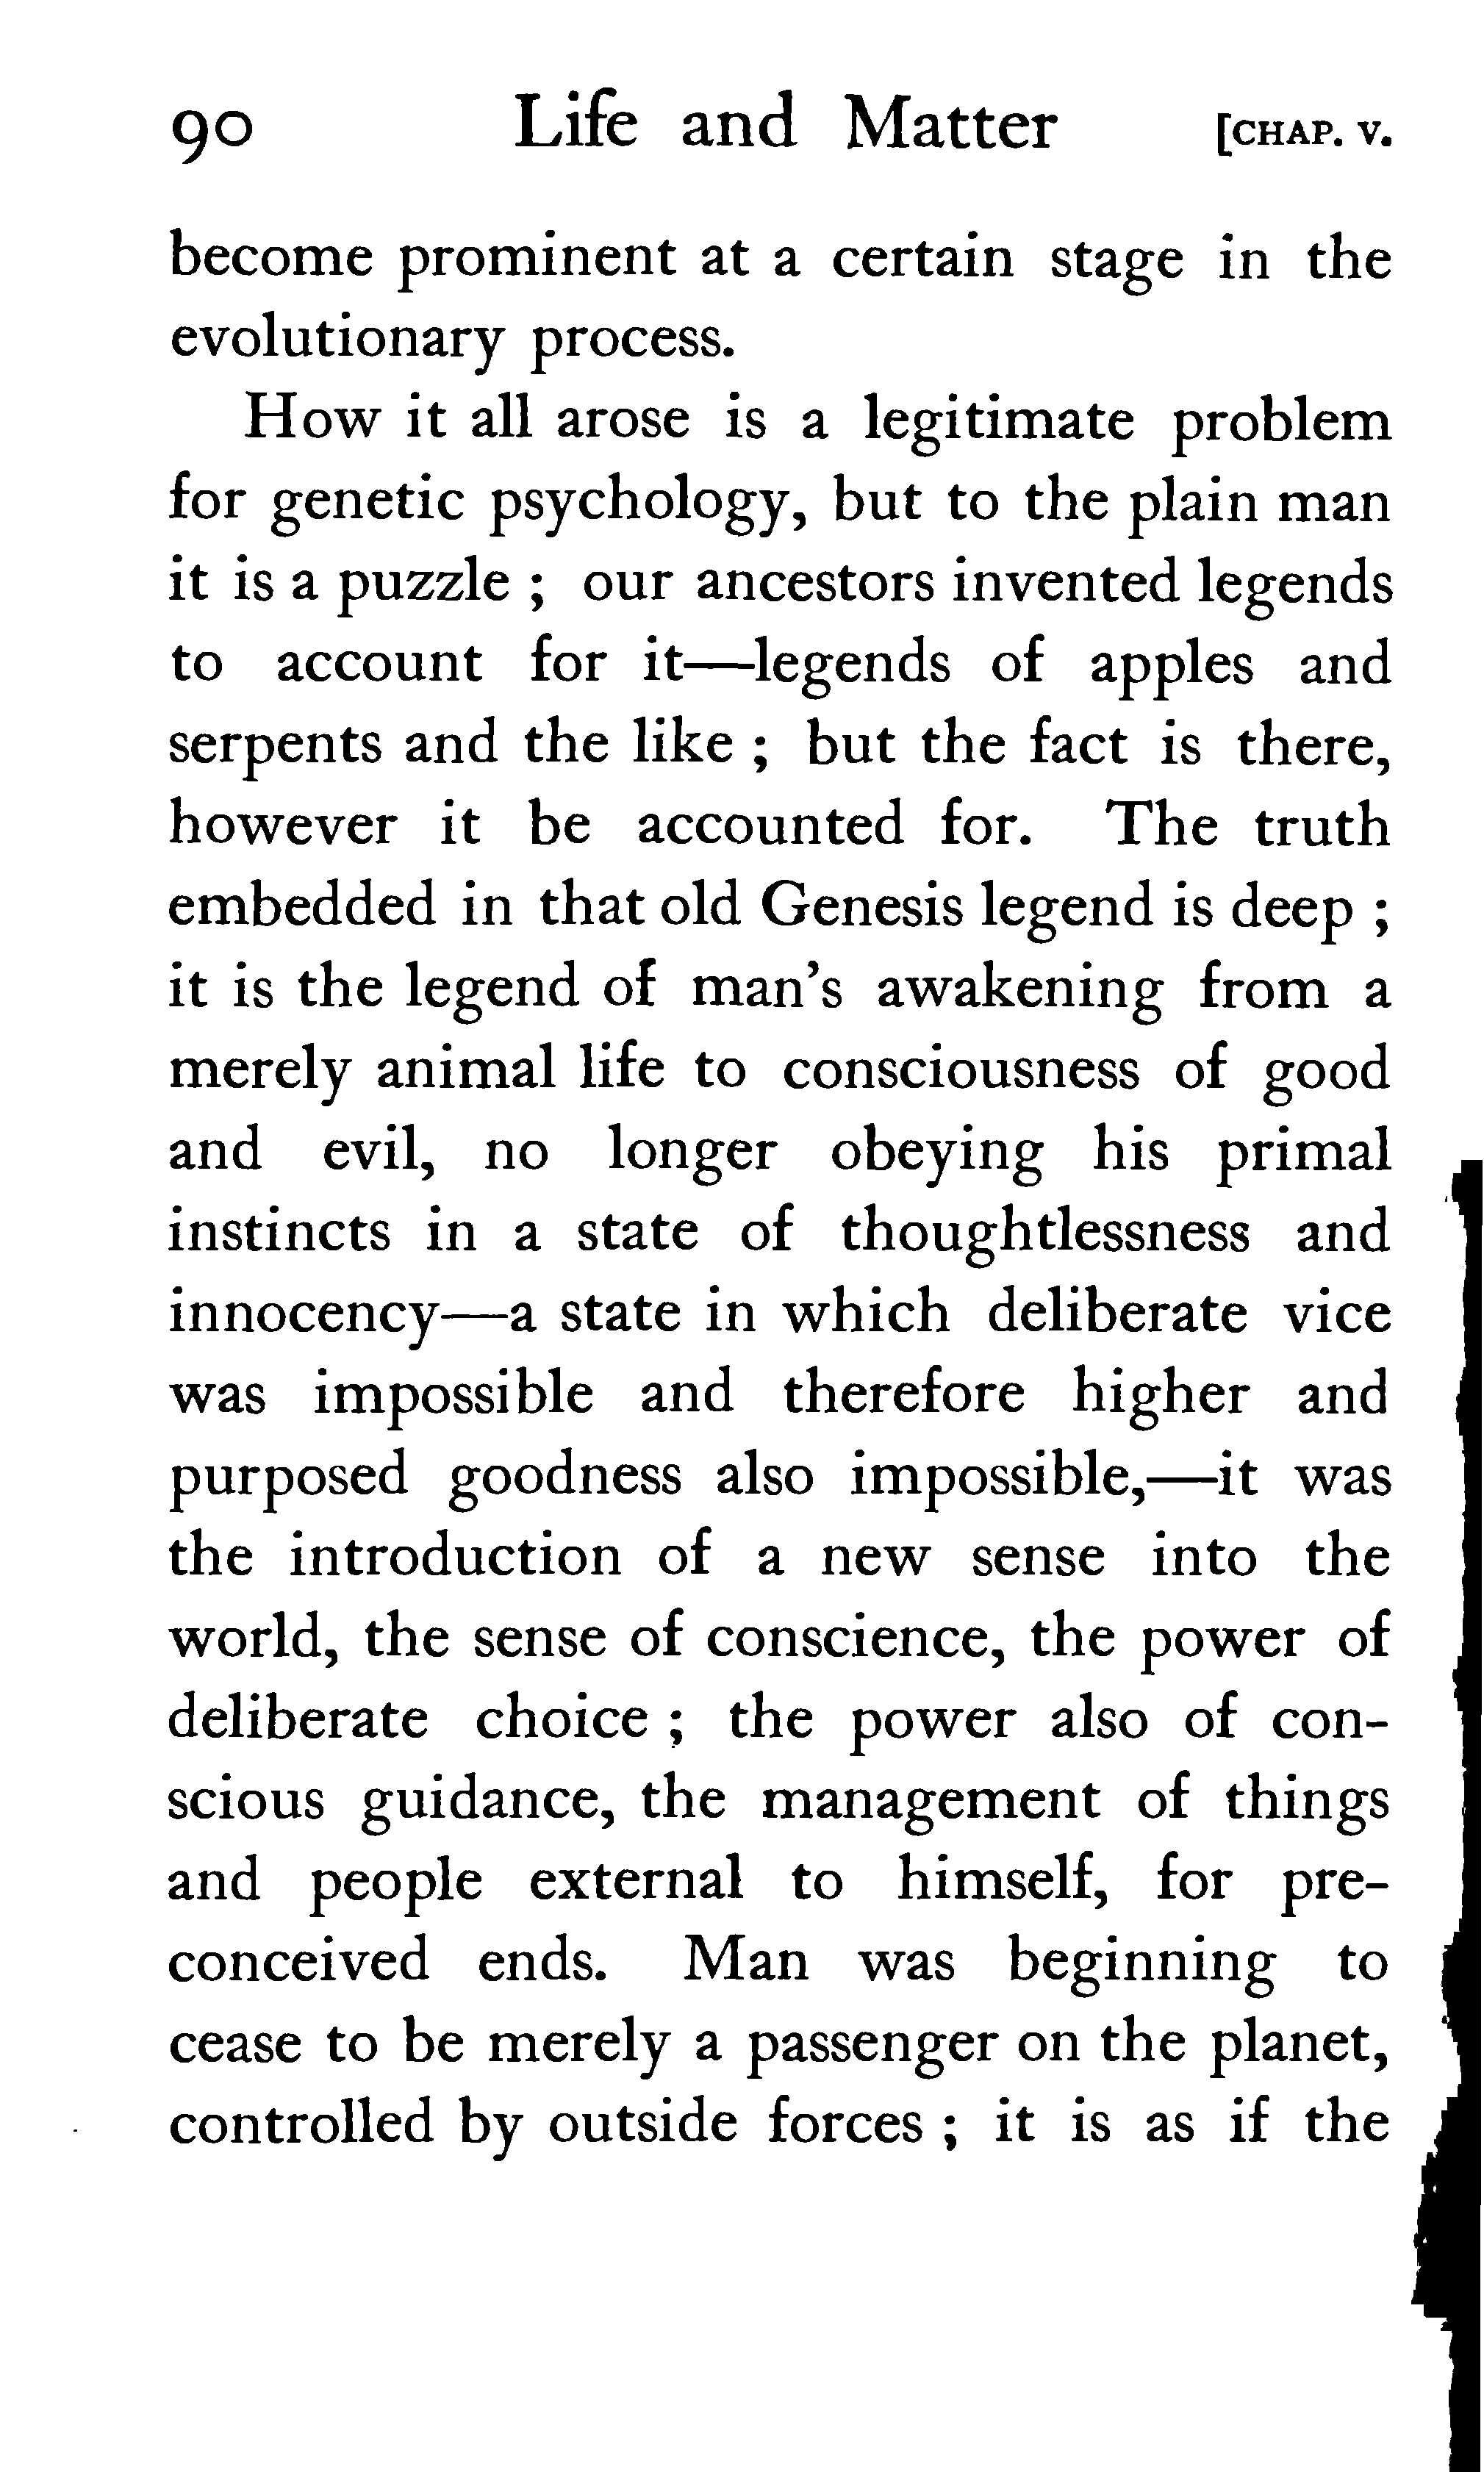 90 Life and Matter [CHAP. V.
become prominent at a certain stage in the
evolutionary process.
How it all arose is a legitimate problem
for genetic psychology, but to the plain man
it is a puzzle ; our ancestors invented legends
to account for it—legends of apples and
serpents and the like ; but the fact is there,
however it be accounted for. The truth
embedded in that old Genesis legend is deep ;
it is the legend of man's awakening from a
merely animal life to consciousness of good
and evil, no longer obeying his primal
instincts in a state of thoughtlessness and
innocency—a state in which deliberate vice
was impossible and therefore higher and
purposed goodness also impossible,—it was
the introduction of a new sense into the
world, the sense of conscience, the power of
deliberate choice ; the power also of con-
scious guidance, the management of things
and people external to himself, for pre-
conceived ends. Man was beginning to
cease to be merely a passenger on the planet,
controlled by outside forces ; it is as if the